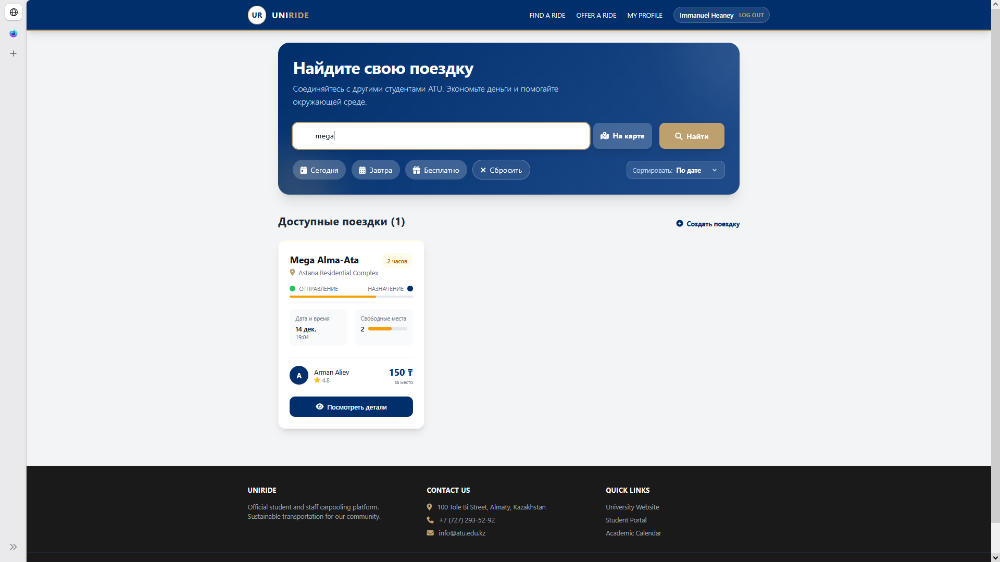 UR UNIRIDE
FIND A RIDE OFFER A RIDE MY PROFILE Immanuel Heaney LOG OUT
Найдите свою поездку
Соединяйтесь с другими студентами ATU. Экономьте деньги и помогайте
окружающей среде.
mega На карте Найти
Сегодня Завтра Бесплатно Сбросить Сортировать: По дате
Доступные поездки (1) Создать поездку
Mega Alma-Ata 2 часов
Astana Residential Complex
ОТПРАВЛЕНИЕ НАЗНАЧЕНИЕ
Дата и время Свободные места
14 дек. 2
19:04
A Arman Aliev 150 ₸
4.8 за место
Посмотреть детали
UNIRIDE
Official student and staff carpooling platform.
Sustainable transportation for our community.
CONTACT US
100 Tole Bi Street, Almaty, Kazakhstan
+7 (727) 293-52-92
info@atu.edu.kz
QUICK LINKS
University Website
Student Portal
Academic Calendar